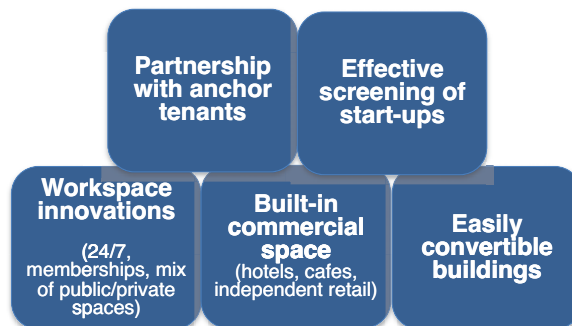 Partnership
with anchor
tenants
Effective
screening of
start-ups
Workspace
innovations
(24/7,
memberships, mix
of public/private
spaces)
Built-in
commercial
space
(hotels, cafes,
independent retail)
Easily
convertible
buildings